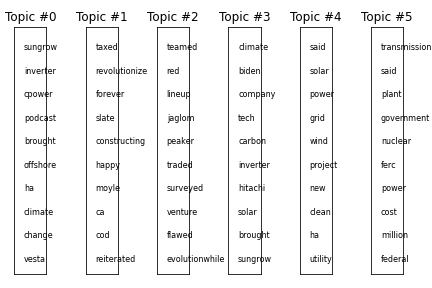 Topic #0 Topic #1 Topic #2 Topic #3 Topic #4 Topic #5
sungrow taxed teamed climate said transmission
inverter revolutionize red biden solar said
cpower forever lineup company power plant
podcast slate jaglom tech grid government
brought constructing peaker carbon wind nuclear
offshore happy traded inverter project ferc
ha moyle surveyed hitachi new power
climate ca venture solar clean cost
change cod flawed brought ha million
vesta reiterated evolutionwhile sungrow utility federal